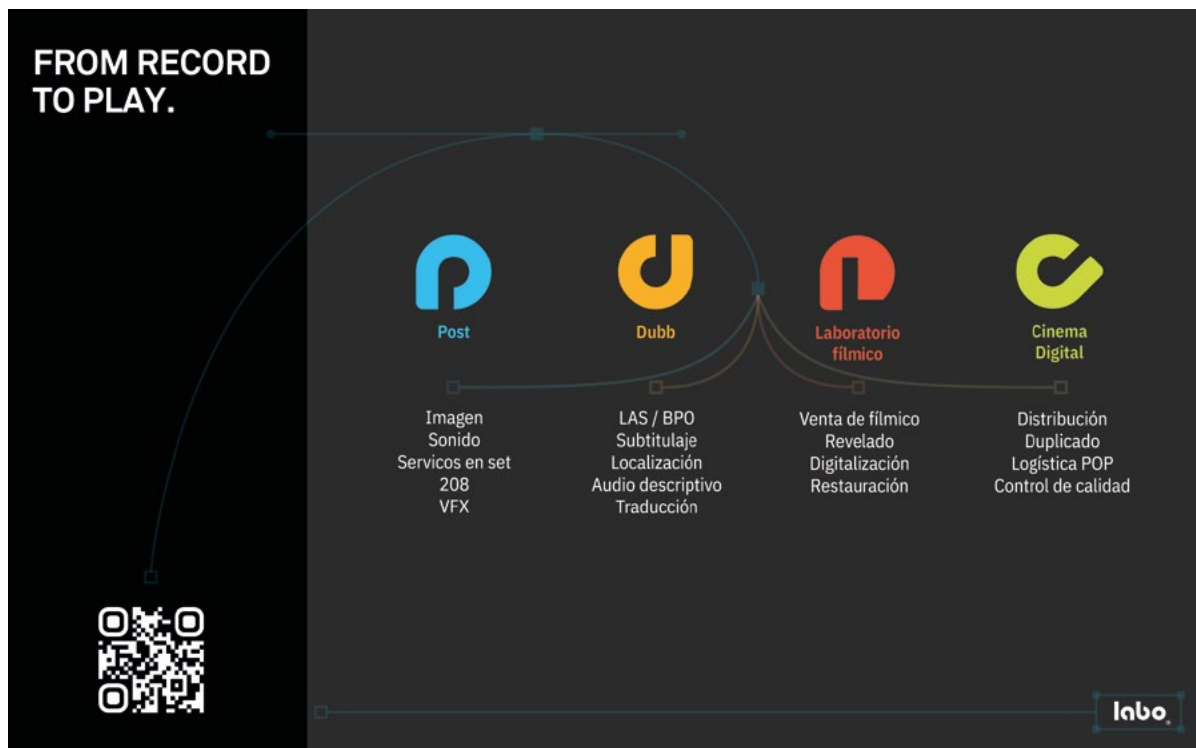 FROM RECORD
TO PLAY.
Post
Imagen
Sonido
Servicos en set
208
VFX
Dubb
LAS / BPO
Subtitulaje
Localización
Audio descriptivo
Traducción
Laboratorio
fílmico
Venta de fílmico
Revelado
Digitalización
Restauración
Cinema
Digital
Distribución
Duplicado
Logística POP
Control de calidad
labo®